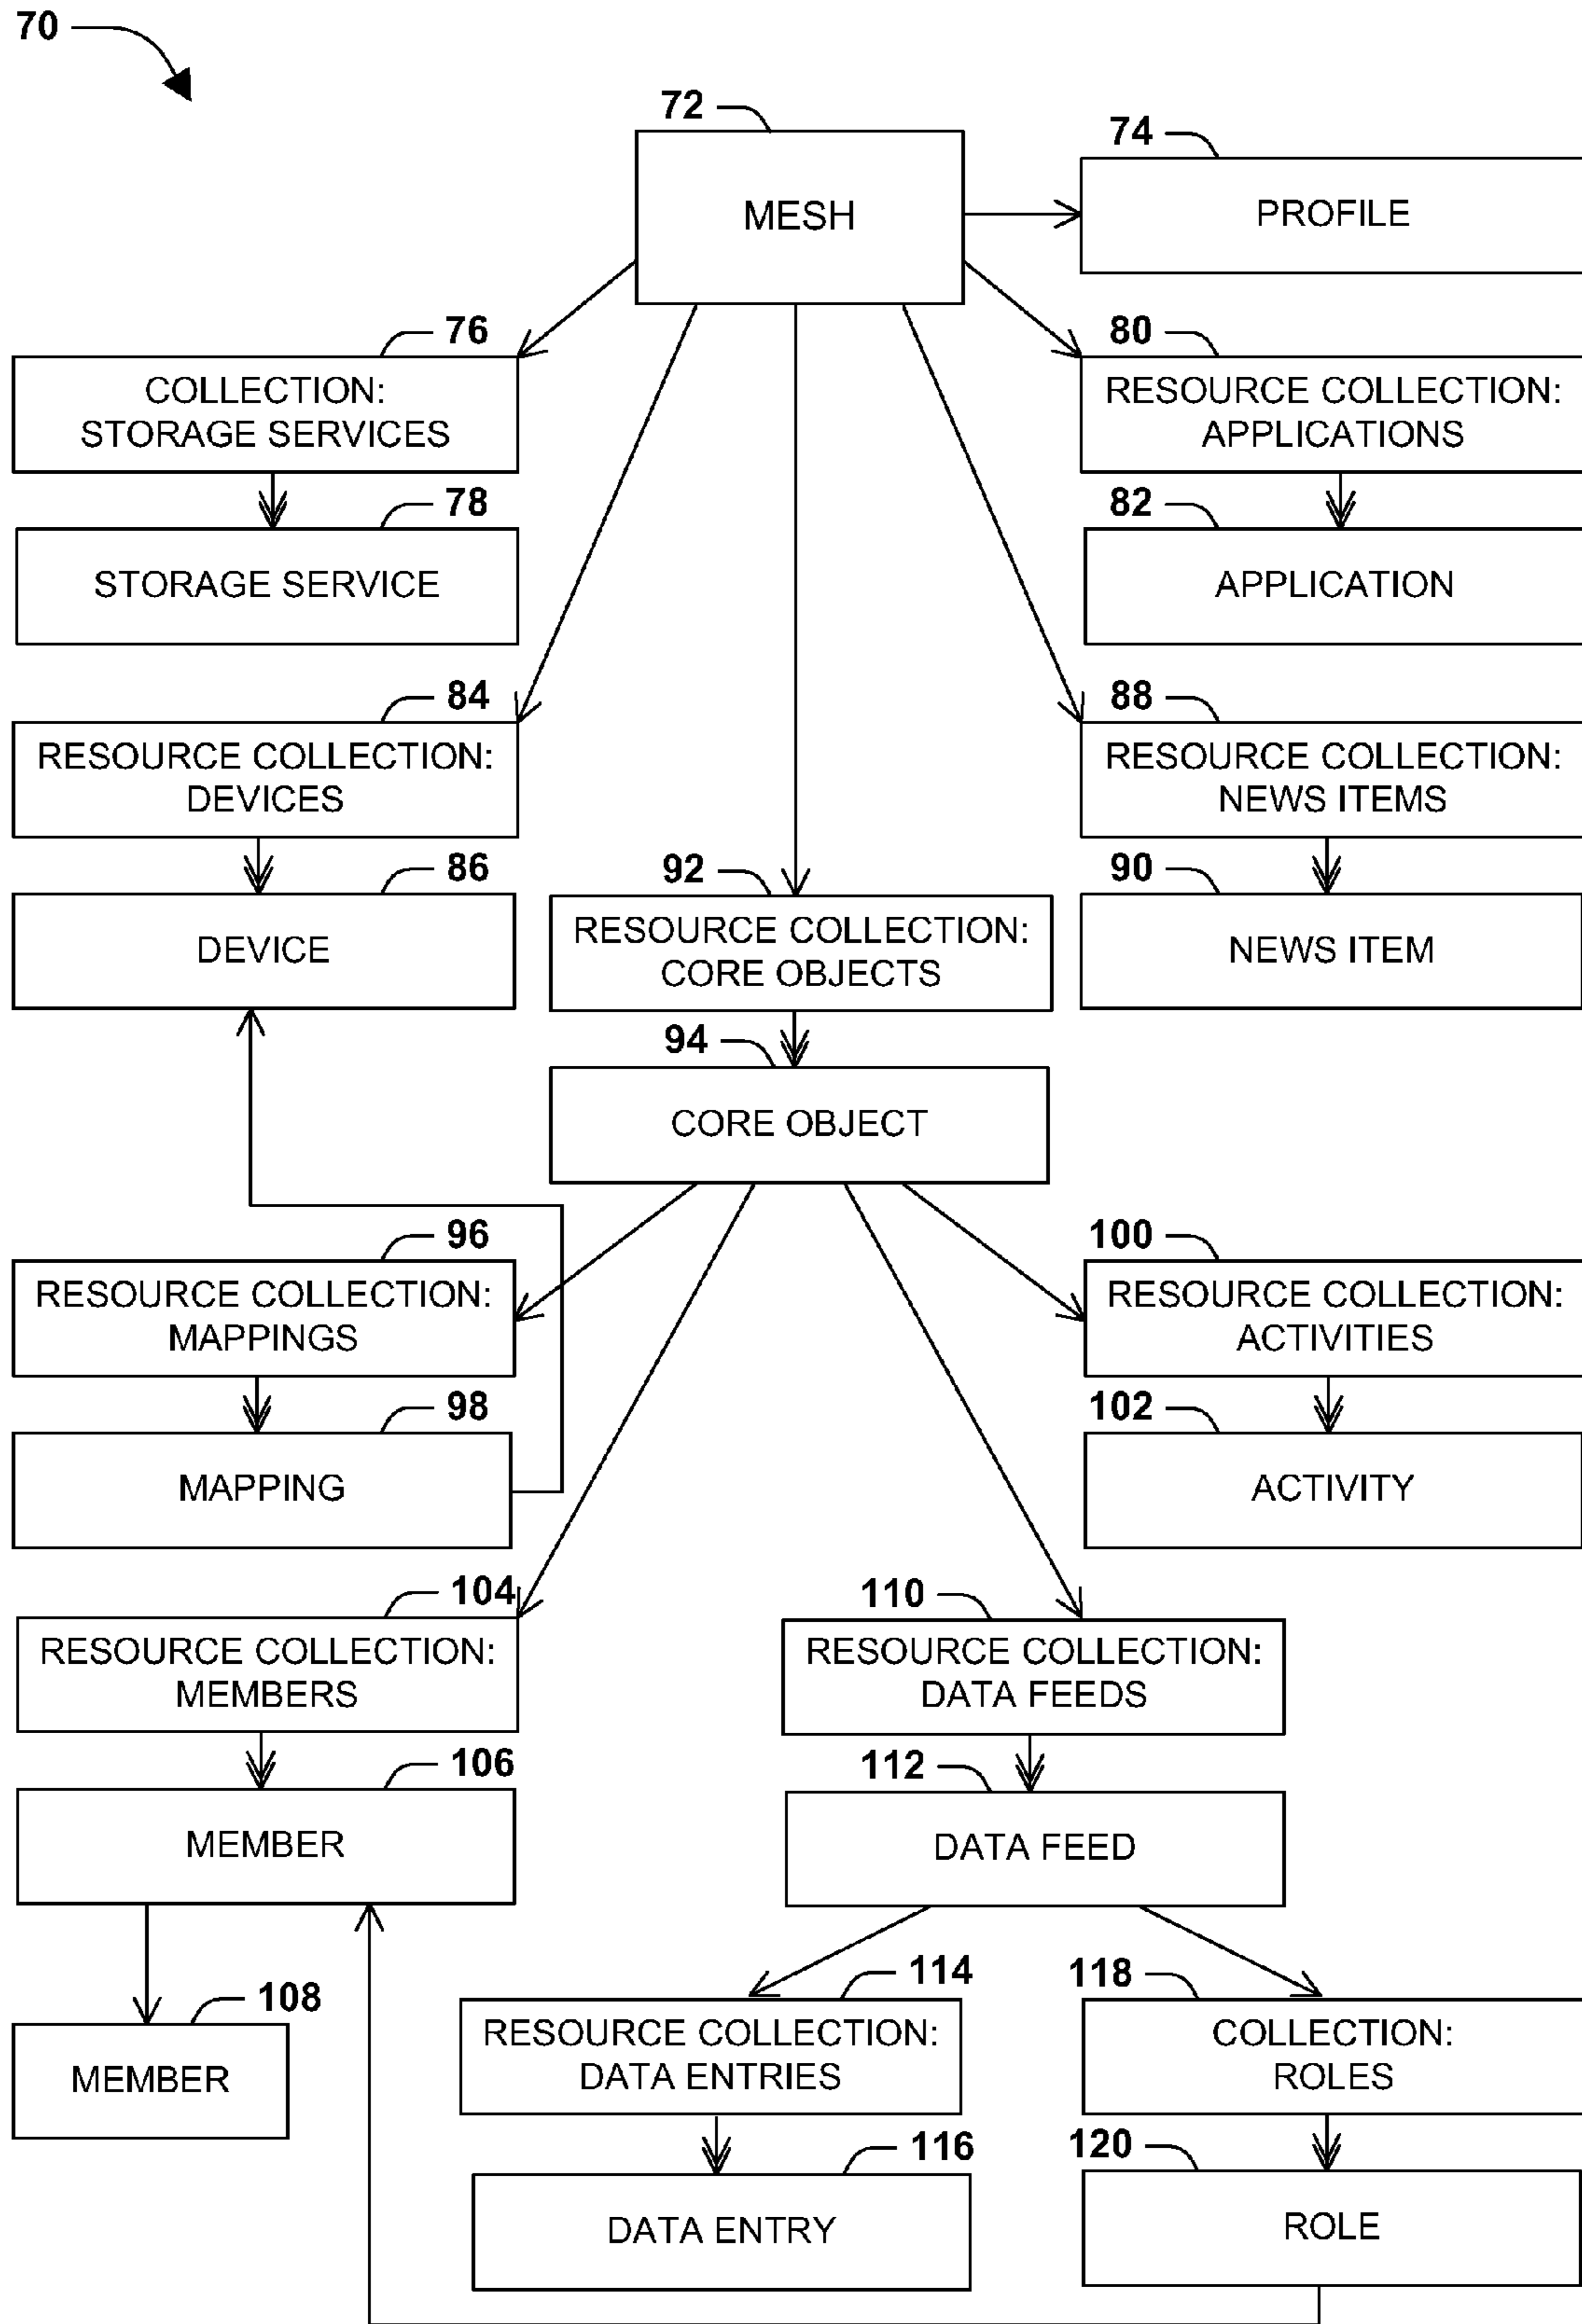 70
72
MESH
74
PROFILE
76
COLLECTION:
STORAGE SERVICES
80
RESOURCE COLLECTION:
APPLICATIONS
78
STORAGE SERVICE
82
APPLICATION
84
RESOURCE COLLECTION:
DEVICES
88
RESOURCE COLLECTION:
NEWS ITEMS
86
DEVICE
92
RESOURCE COLLECTION:
CORE OBJECTS
90
NEWS ITEM
94
CORE OBJECT
96
RESOURCE COLLECTION:
MAPPINGS
100
RESOURCE COLLECTION:
ACTIVITIES
98
MAPPING
102
ACTIVITY
104
RESOURCE COLLECTION:
MEMBERS
110
RESOURCE COLLECTION:
DATA FEEDS
106
MEMBER
112
DATA FEED
108
MEMBER
114
RESOURCE COLLECTION:
DATA ENTRIES
118
COLLECTION:
ROLES
116
DATA ENTRY
120
ROLE